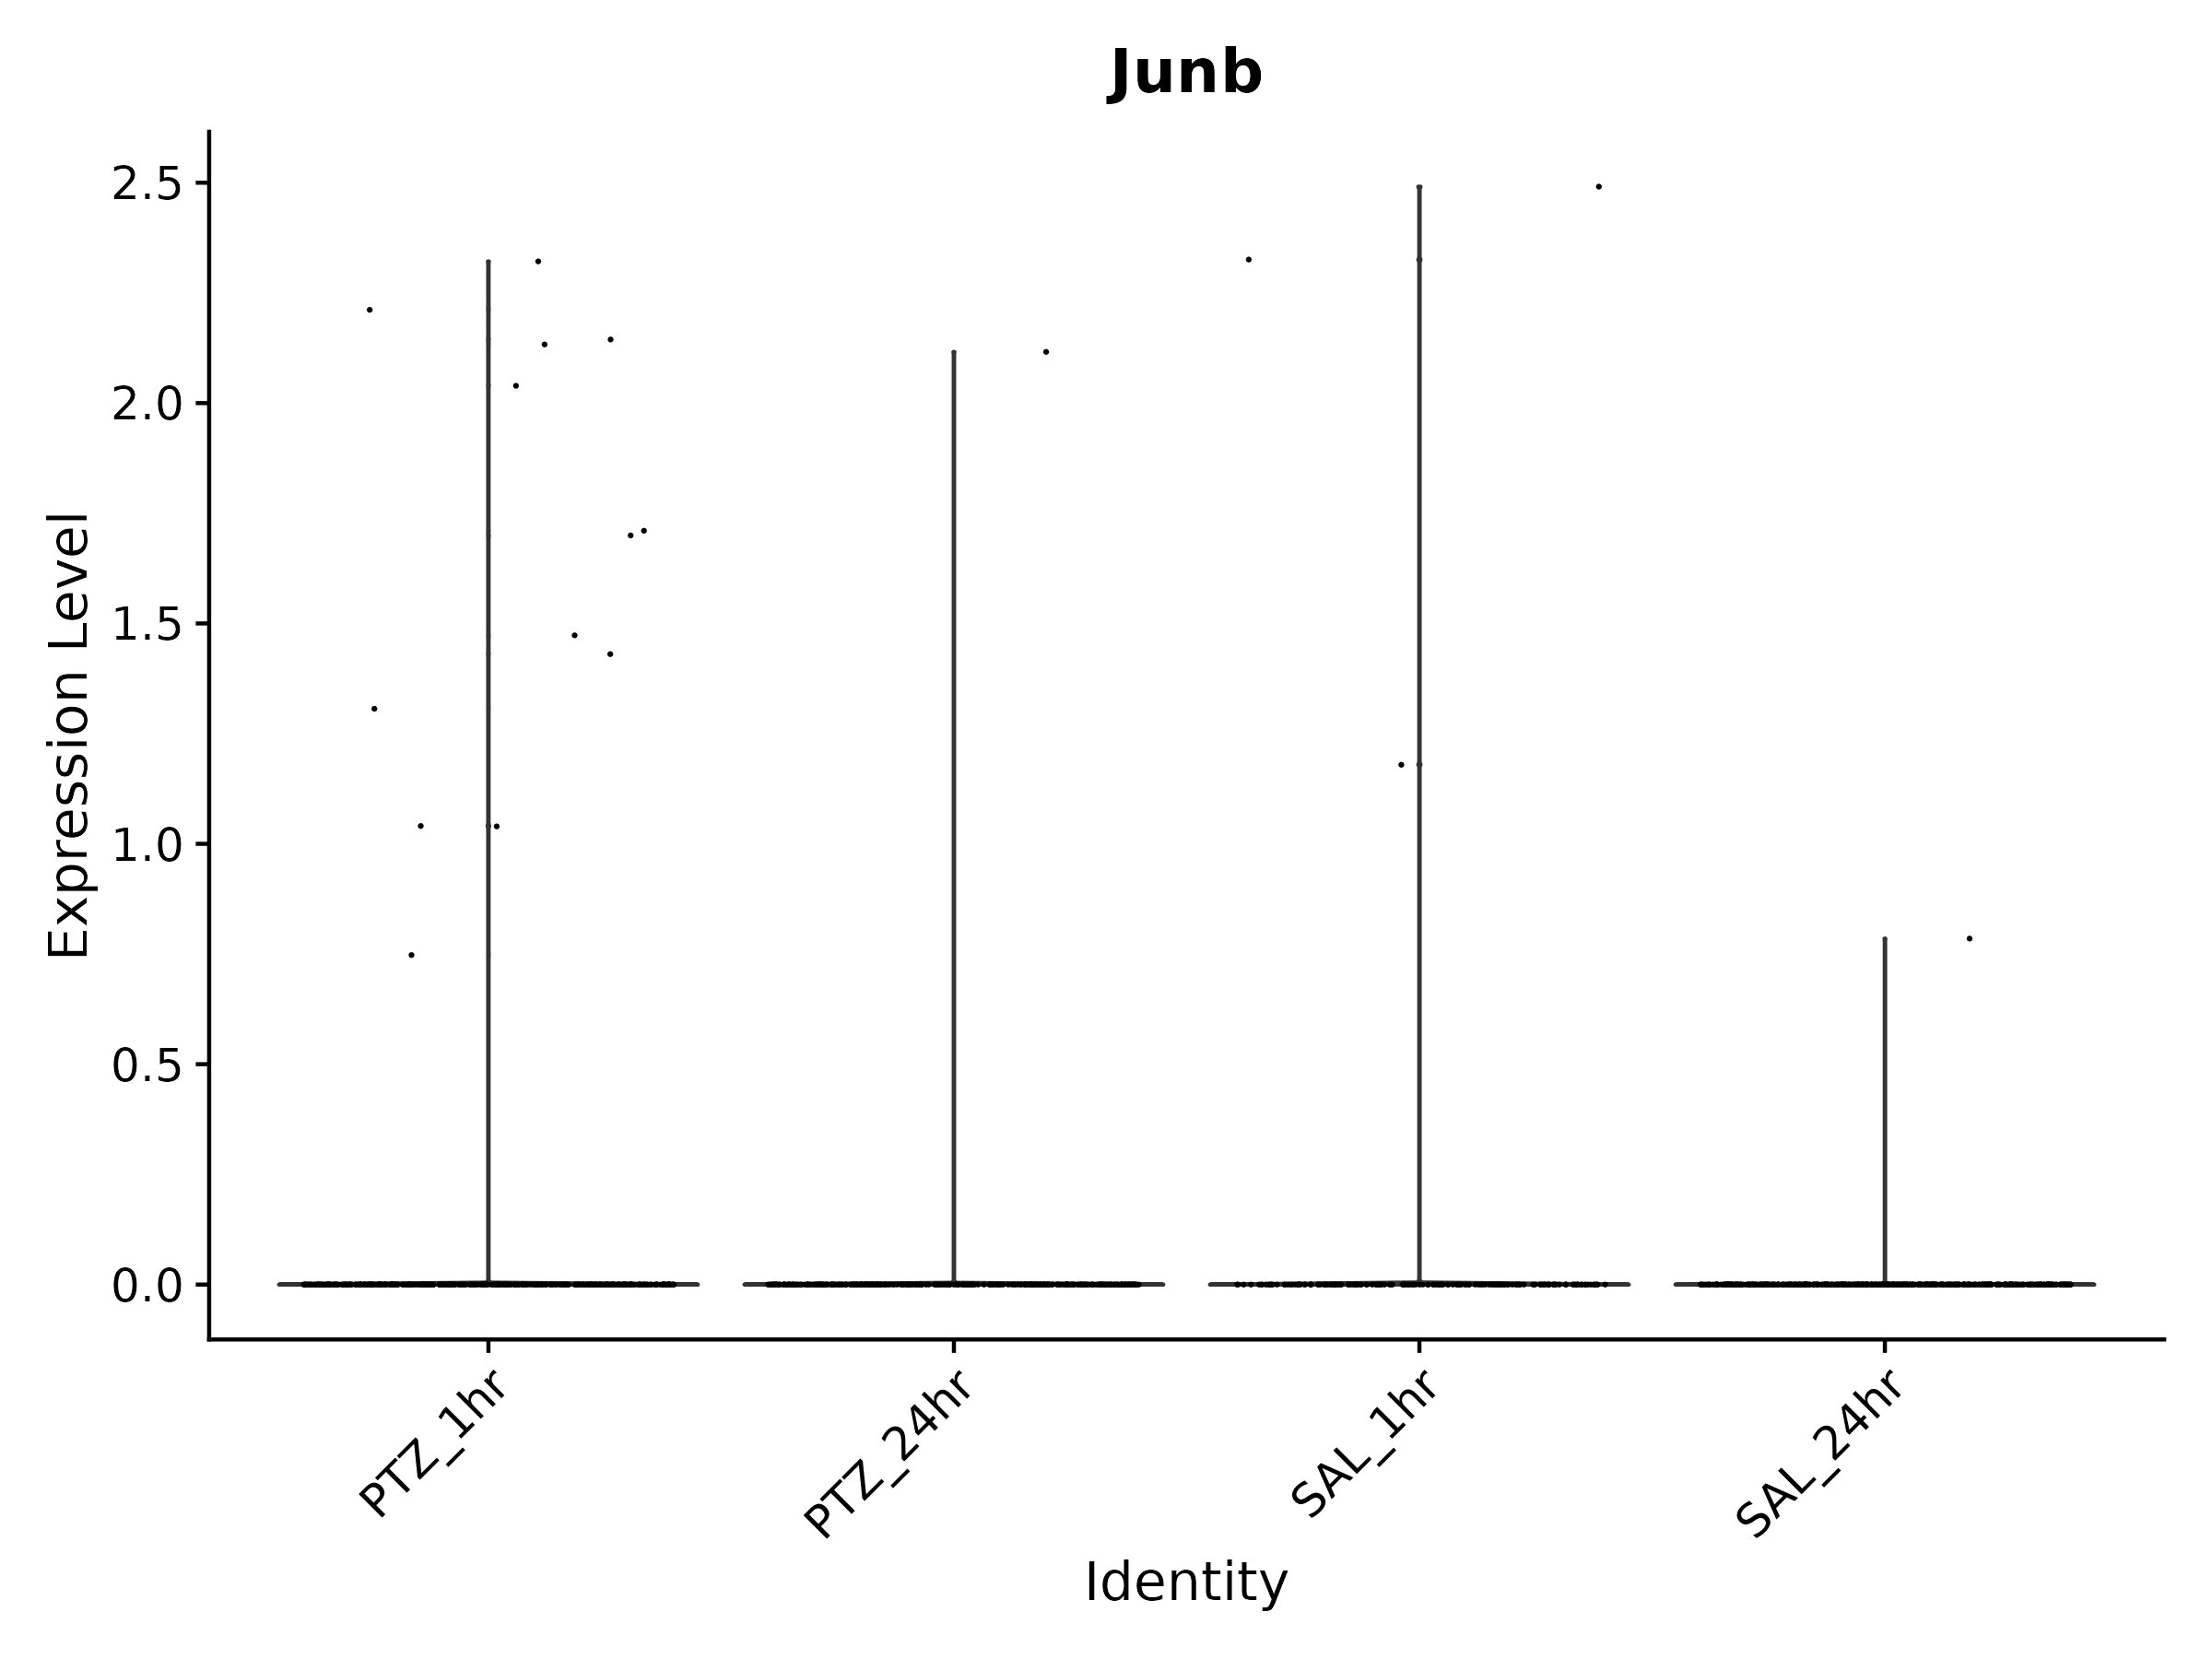 Junb
Expression Level
2.5
2.0
1.5
1.0
0.5
0.0
PTZ_1hr
PTZ_24hr
SAL_1hr
SAL_24hr
Identity